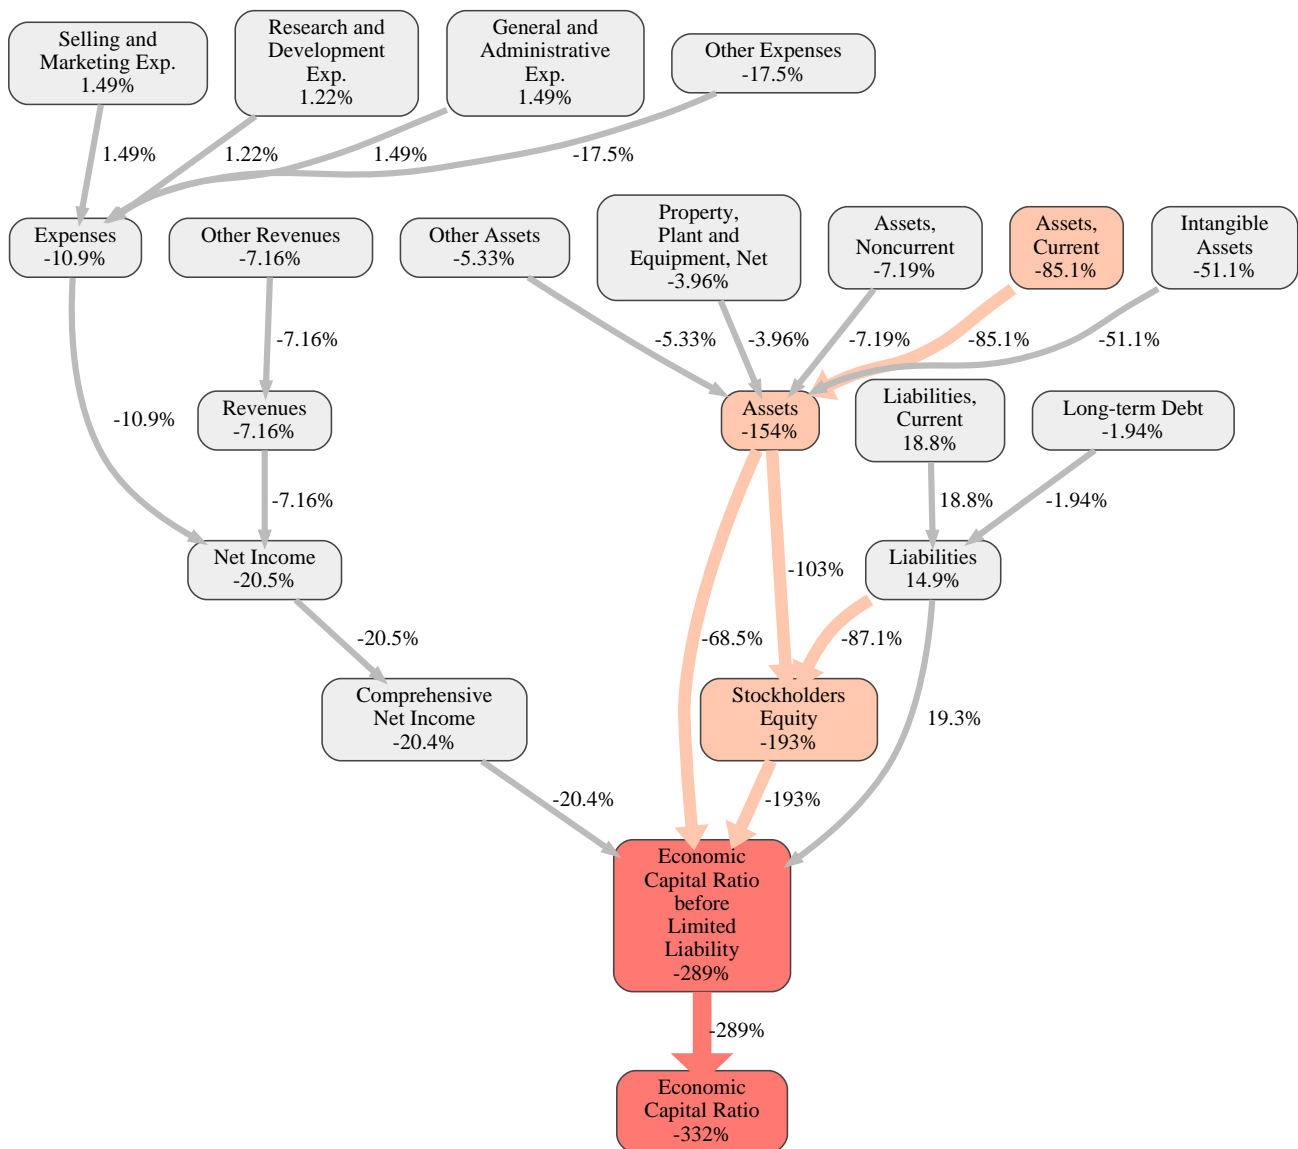 Selling and
Marketing Exp.
1.49%
Research and
Development
Exp.
1.22%
General and
Administrative
Exp.
1.49%
Other Expenses
-17.5%
1.49%
1.22%
1.49%
-17.5%
Expenses
-10.9%
Other Revenues
-7.16%
Other Assets
-5.33%
Property,
Plant and
Equipment, Net
-3.96%
Assets,
Noncurrent
-7.19%
Assets,
Current
-85.1%
Intangible
Assets
-51.1%
-7.16%
-5.33%
-3.96%
-7.19%
-85.1%
-51.1%
-10.9%
Revenues
-7.16%
Assets
-154%
Liabilities,
Current
18.8%
Long-term Debt
-1.94%
-7.16%
18.8%
-1.94%
Net Income
-20.5%
-103%
Liabilities
14.9%
-20.5%
-68.5%
-87.1%
Comprehensive
Net Income
-20.4%
Stockholders
Equity
-193%
19.3%
-20.4%
-193%
Economic
Capital Ratio
before
Limited
Liability
-289%
-289%
Economic
Capital Ratio
-332%